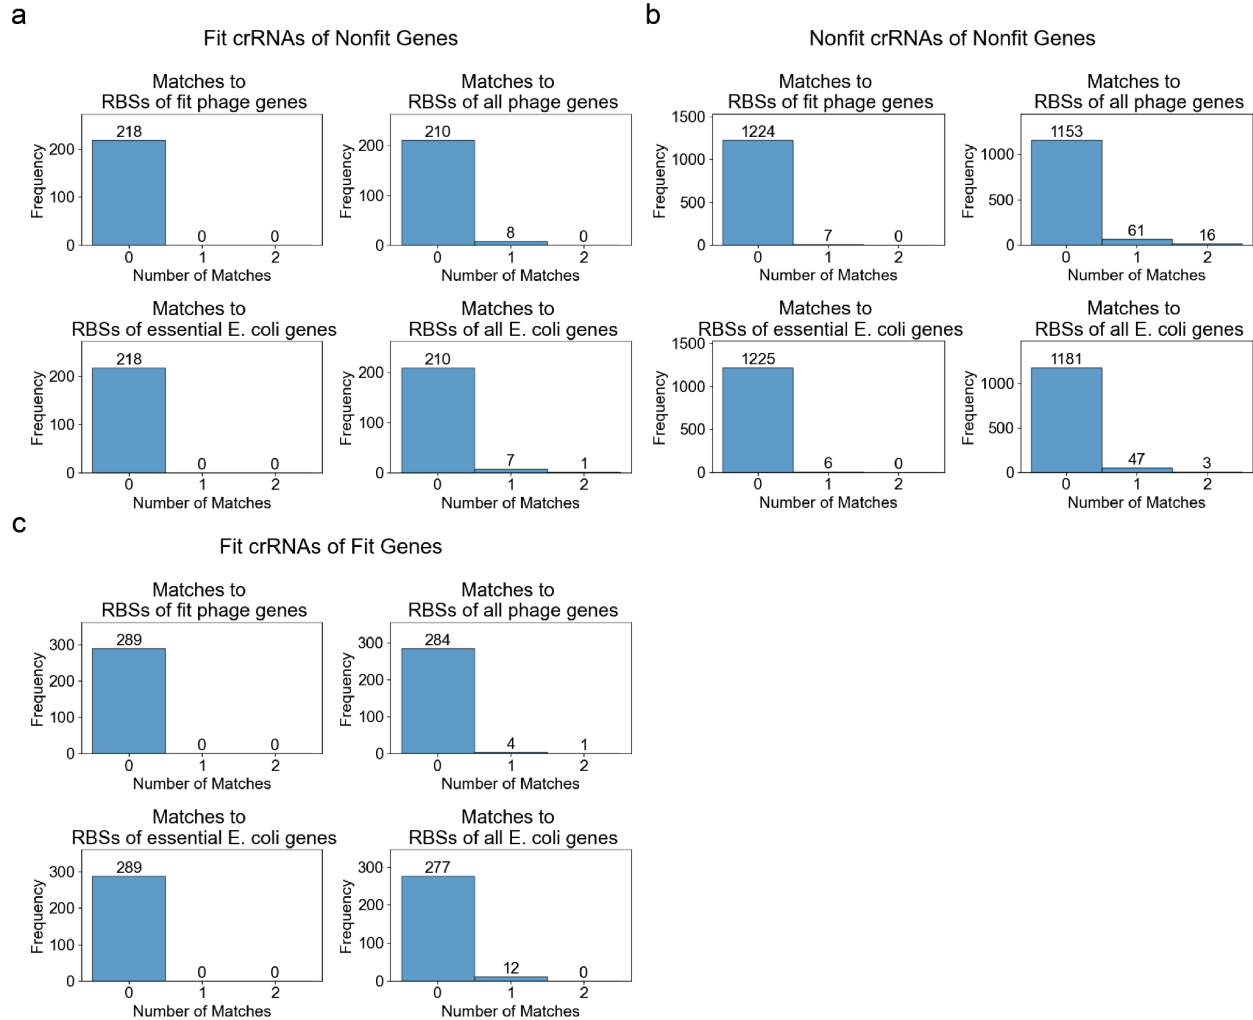 a
Fit crRNAs of Nonfit Genes
Matches to
RBSs of fit phage genes
Frequency
200
100
0
218
0
0
0
1
2
Number of Matches
Matches to
RBSs of all phage genes
Frequency
200
100
0
210
8
0
0
1
2
Number of Matches
Matches to
RBSs of essential E. coli genes
Frequency
200
100
0
218
0
0
0
1
2
Number of Matches
Matches to
RBSs of all E. coli genes
Frequency
200
100
0
210
7
1
0
1
2
Number of Matches
b
Nonfit crRNAs of Nonfit Genes
Matches to
RBSs of fit phage genes
Frequency
1500
1000
500
0
1224
7
0
0
1
2
Number of Matches
Matches to
RBSs of all phage genes
Frequency
1000
500
0
1153
61
16
0
1
2
Number of Matches
Matches to
RBSs of essential E. coli genes
Frequency
1500
1000
500
0
1225
6
0
0
1
2
Number of Matches
Matches to
RBSs of all E. coli genes
Frequency
1000
500
0
1181
47
3
0
1
2
Number of Matches
c
Fit crRNAs of Fit Genes
Matches to
RBSs of fit phage genes
Frequency
300
200
100
0
289
0
0
0
1
2
Number of Matches
Matches to
RBSs of all phage genes
Frequency
300
200
100
0
284
4
1
0
1
2
Number of Matches
Matches to
RBSs of essential E. coli genes
Frequency
300
200
100
0
289
0
0
0
1
2
Number of Matches
Matches to
RBSs of all E. coli genes
Frequency
300
200
100
0
277
12
0
0
1
2
Number of Matches